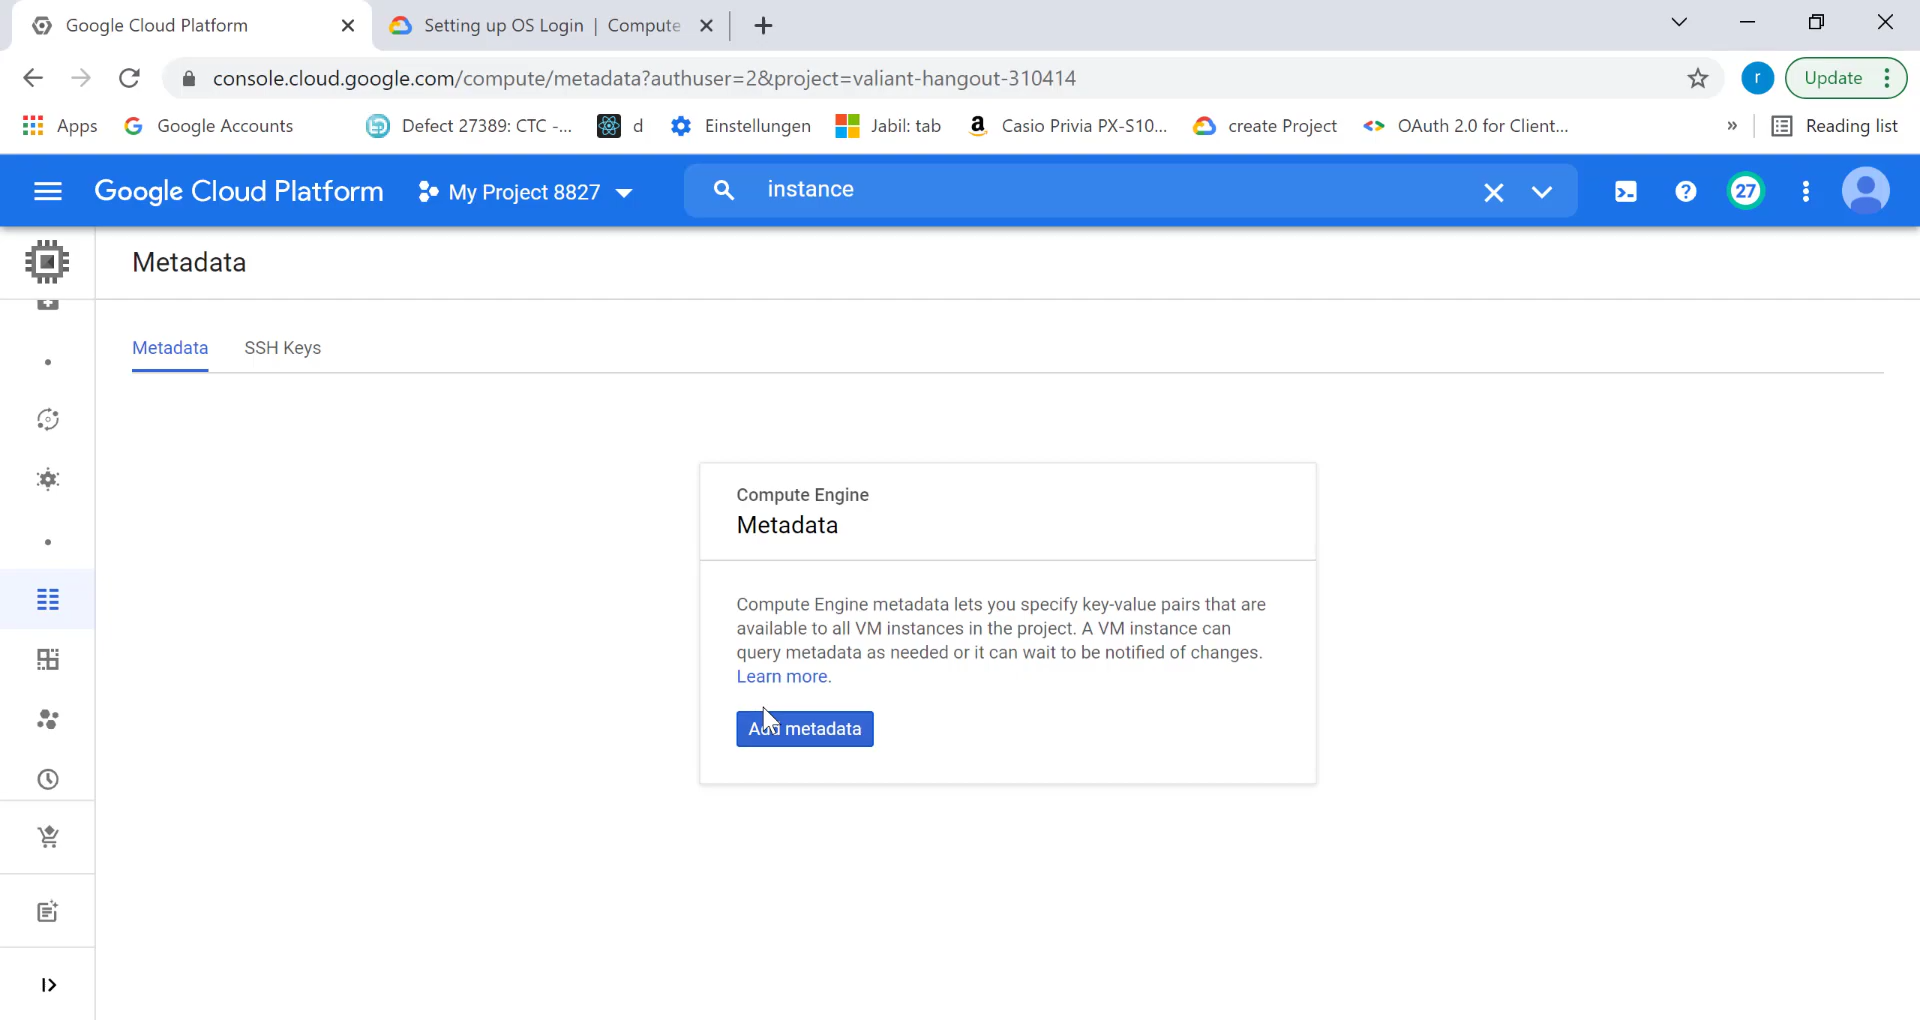 Google Cloud Platform
Setting up OS Login | Compute
console.cloud.google.com/compute/metadata?authuser=2&project=valiant-hangout-310414
r
Update
Apps
Google Accounts
Defect 27389: CTC -...
d
Einstellungen
Jabil: tab
Casio Privia PX-S10...
create Project
OAuth 2.0 for Client...
»
Reading list
Google Cloud Platform
My Project 8827
instance
27
Metadata
Metadata
SSH Keys
Compute Engine
Metadata
Compute Engine metadata lets you specify key-value pairs that are
available to all VM instances in the project. A VM instance can
query metadata as needed or it can wait to be notified of changes.
Learn more.
Add metadata